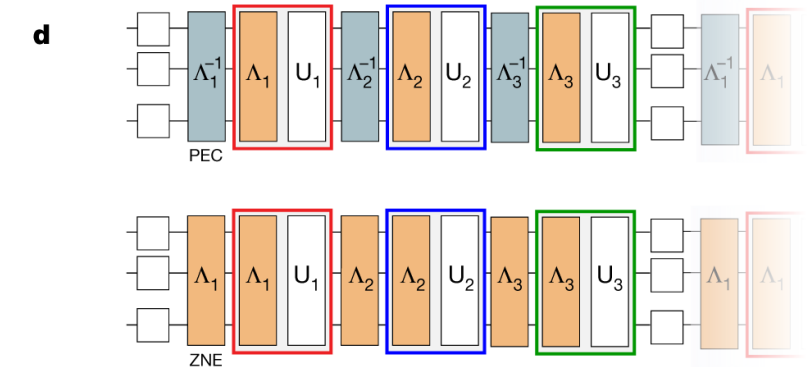 d
Λ₁⁻¹ Λ₁ U₁ Λ₂⁻¹ Λ₂ U₂ Λ₃⁻¹ Λ₃ U₃ Λ₁⁻¹ Λ₁
PEC
Λ₁ Λ₁ U₁ Λ₂ Λ₂ U₂ Λ₃ Λ₃ U₃ Λ₁ Λ₁
ZNE